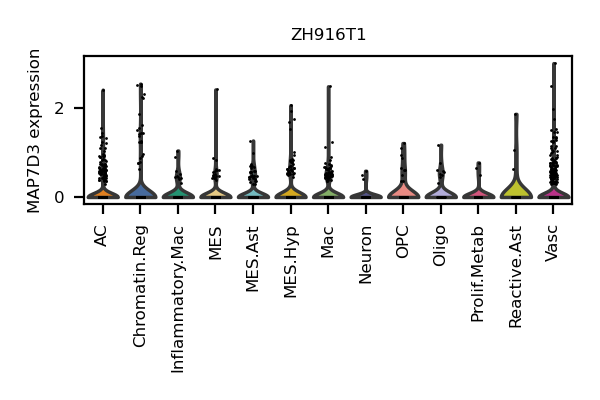 ZH916T1
MAP7D3 expression
2
0
AC
Chromatin.Reg
Inflammatory.Mac
MES
MES.Ast
MES.Hyp
Mac
Neuron
OPC
Oligo
Prolif.Metab
Reactive.Ast
Vasc